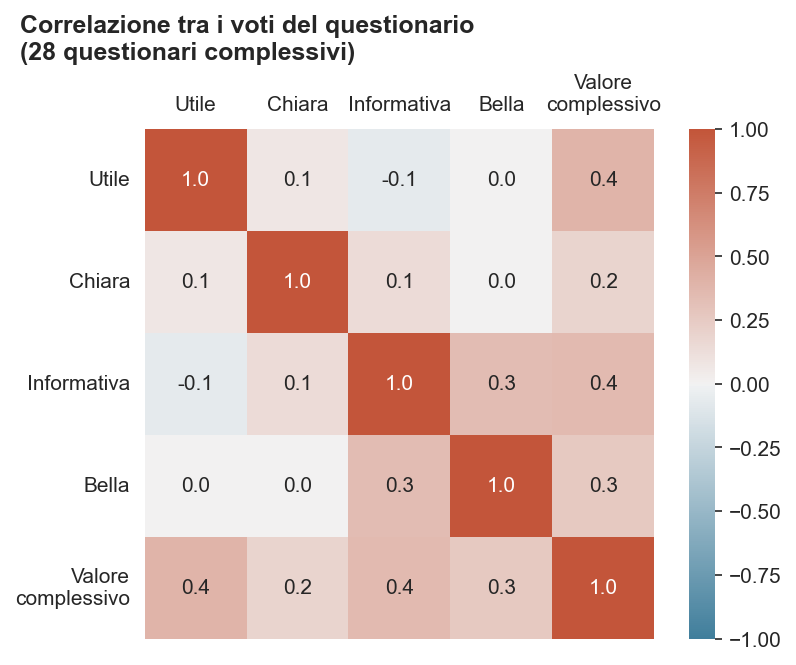 Correlazione tra i voti del questionario
(28 questionari complessivi)
Utile Chiara Informativa Bella Valore
complessivo
Utile 1.0 0.1 -0.1 0.0 0.4
Chiara 0.1 1.0 0.1 0.0 0.2
Informativa -0.1 0.1 1.0 0.3 0.4
Bella 0.0 0.0 0.3 1.0 0.3
Valore
complessivo 0.4 0.2 0.4 0.3 1.0
1.00
0.75
0.50
0.25
0.00
−0.25
−0.50
−0.75
−1.00